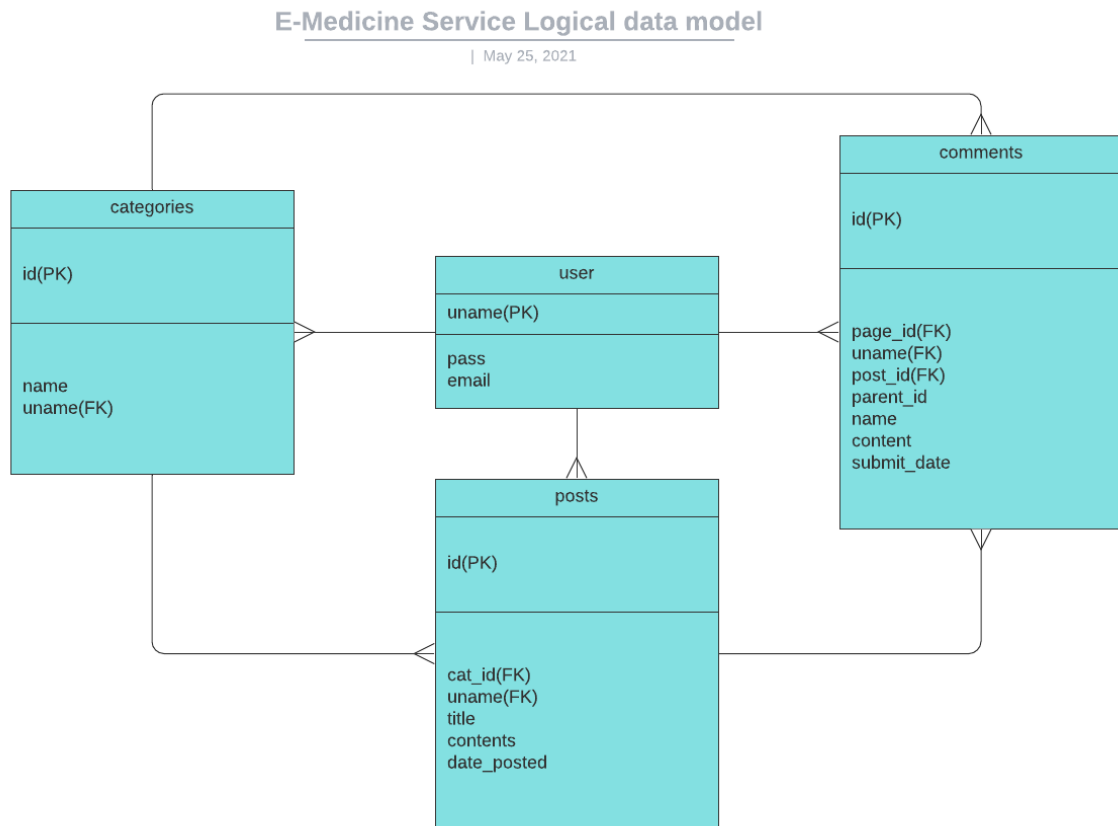 E-Medicine Service Logical data model
| May 25, 2021
categories
id(PK)
name
uname(FK)
user
uname(PK)
pass
email
comments
id(PK)
page_id(FK)
uname(FK)
post_id(FK)
parent_id
name
content
submit_date
posts
id(PK)
cat_id(FK)
uname(FK)
title
contents
date_posted